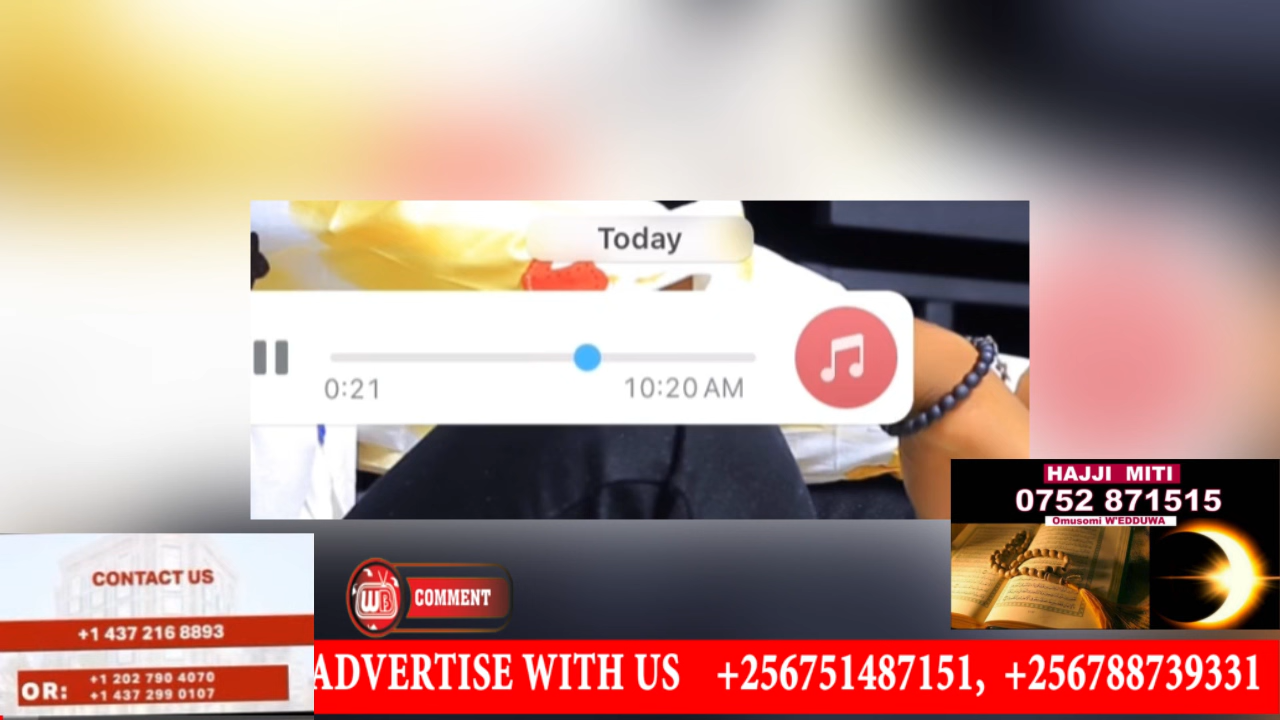 Today
0:21
10:20 AM
HAJJI MITI
0752 871515
Omusomi W'EDDUWA
CONTACT US
+1 437 216 8893
OR:
+1 202 790 4070
+1 437 299 0107
WB
COMMENT
ADVERTISE WITH US +256751487151, +256788739331